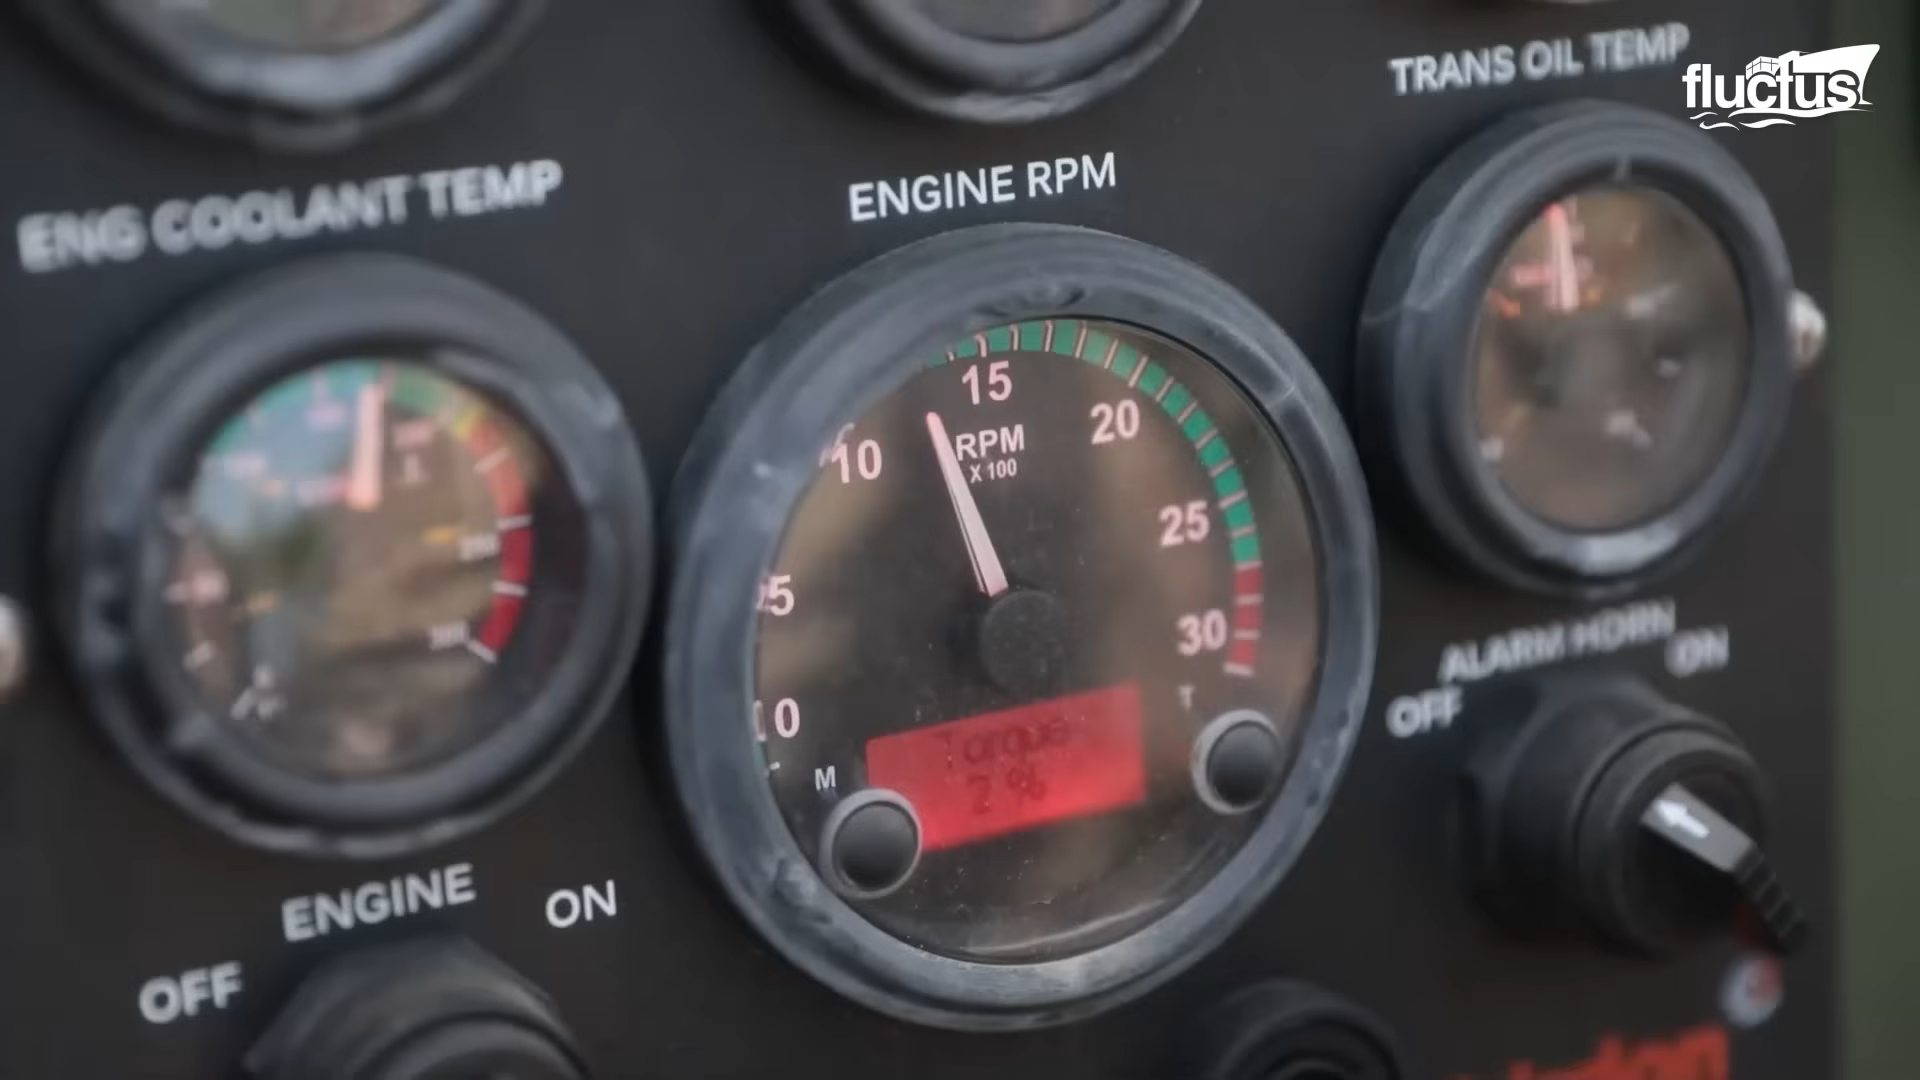 TRANS OIL TEMP
fluctus
ENG COOLANT TEMP
ENGINE RPM
15
RPM
X 100
10
20
5
25
30
0
T
M
Torque
2 %
ALARM HORN
OFF
ON
ENGINE
OFF
ON